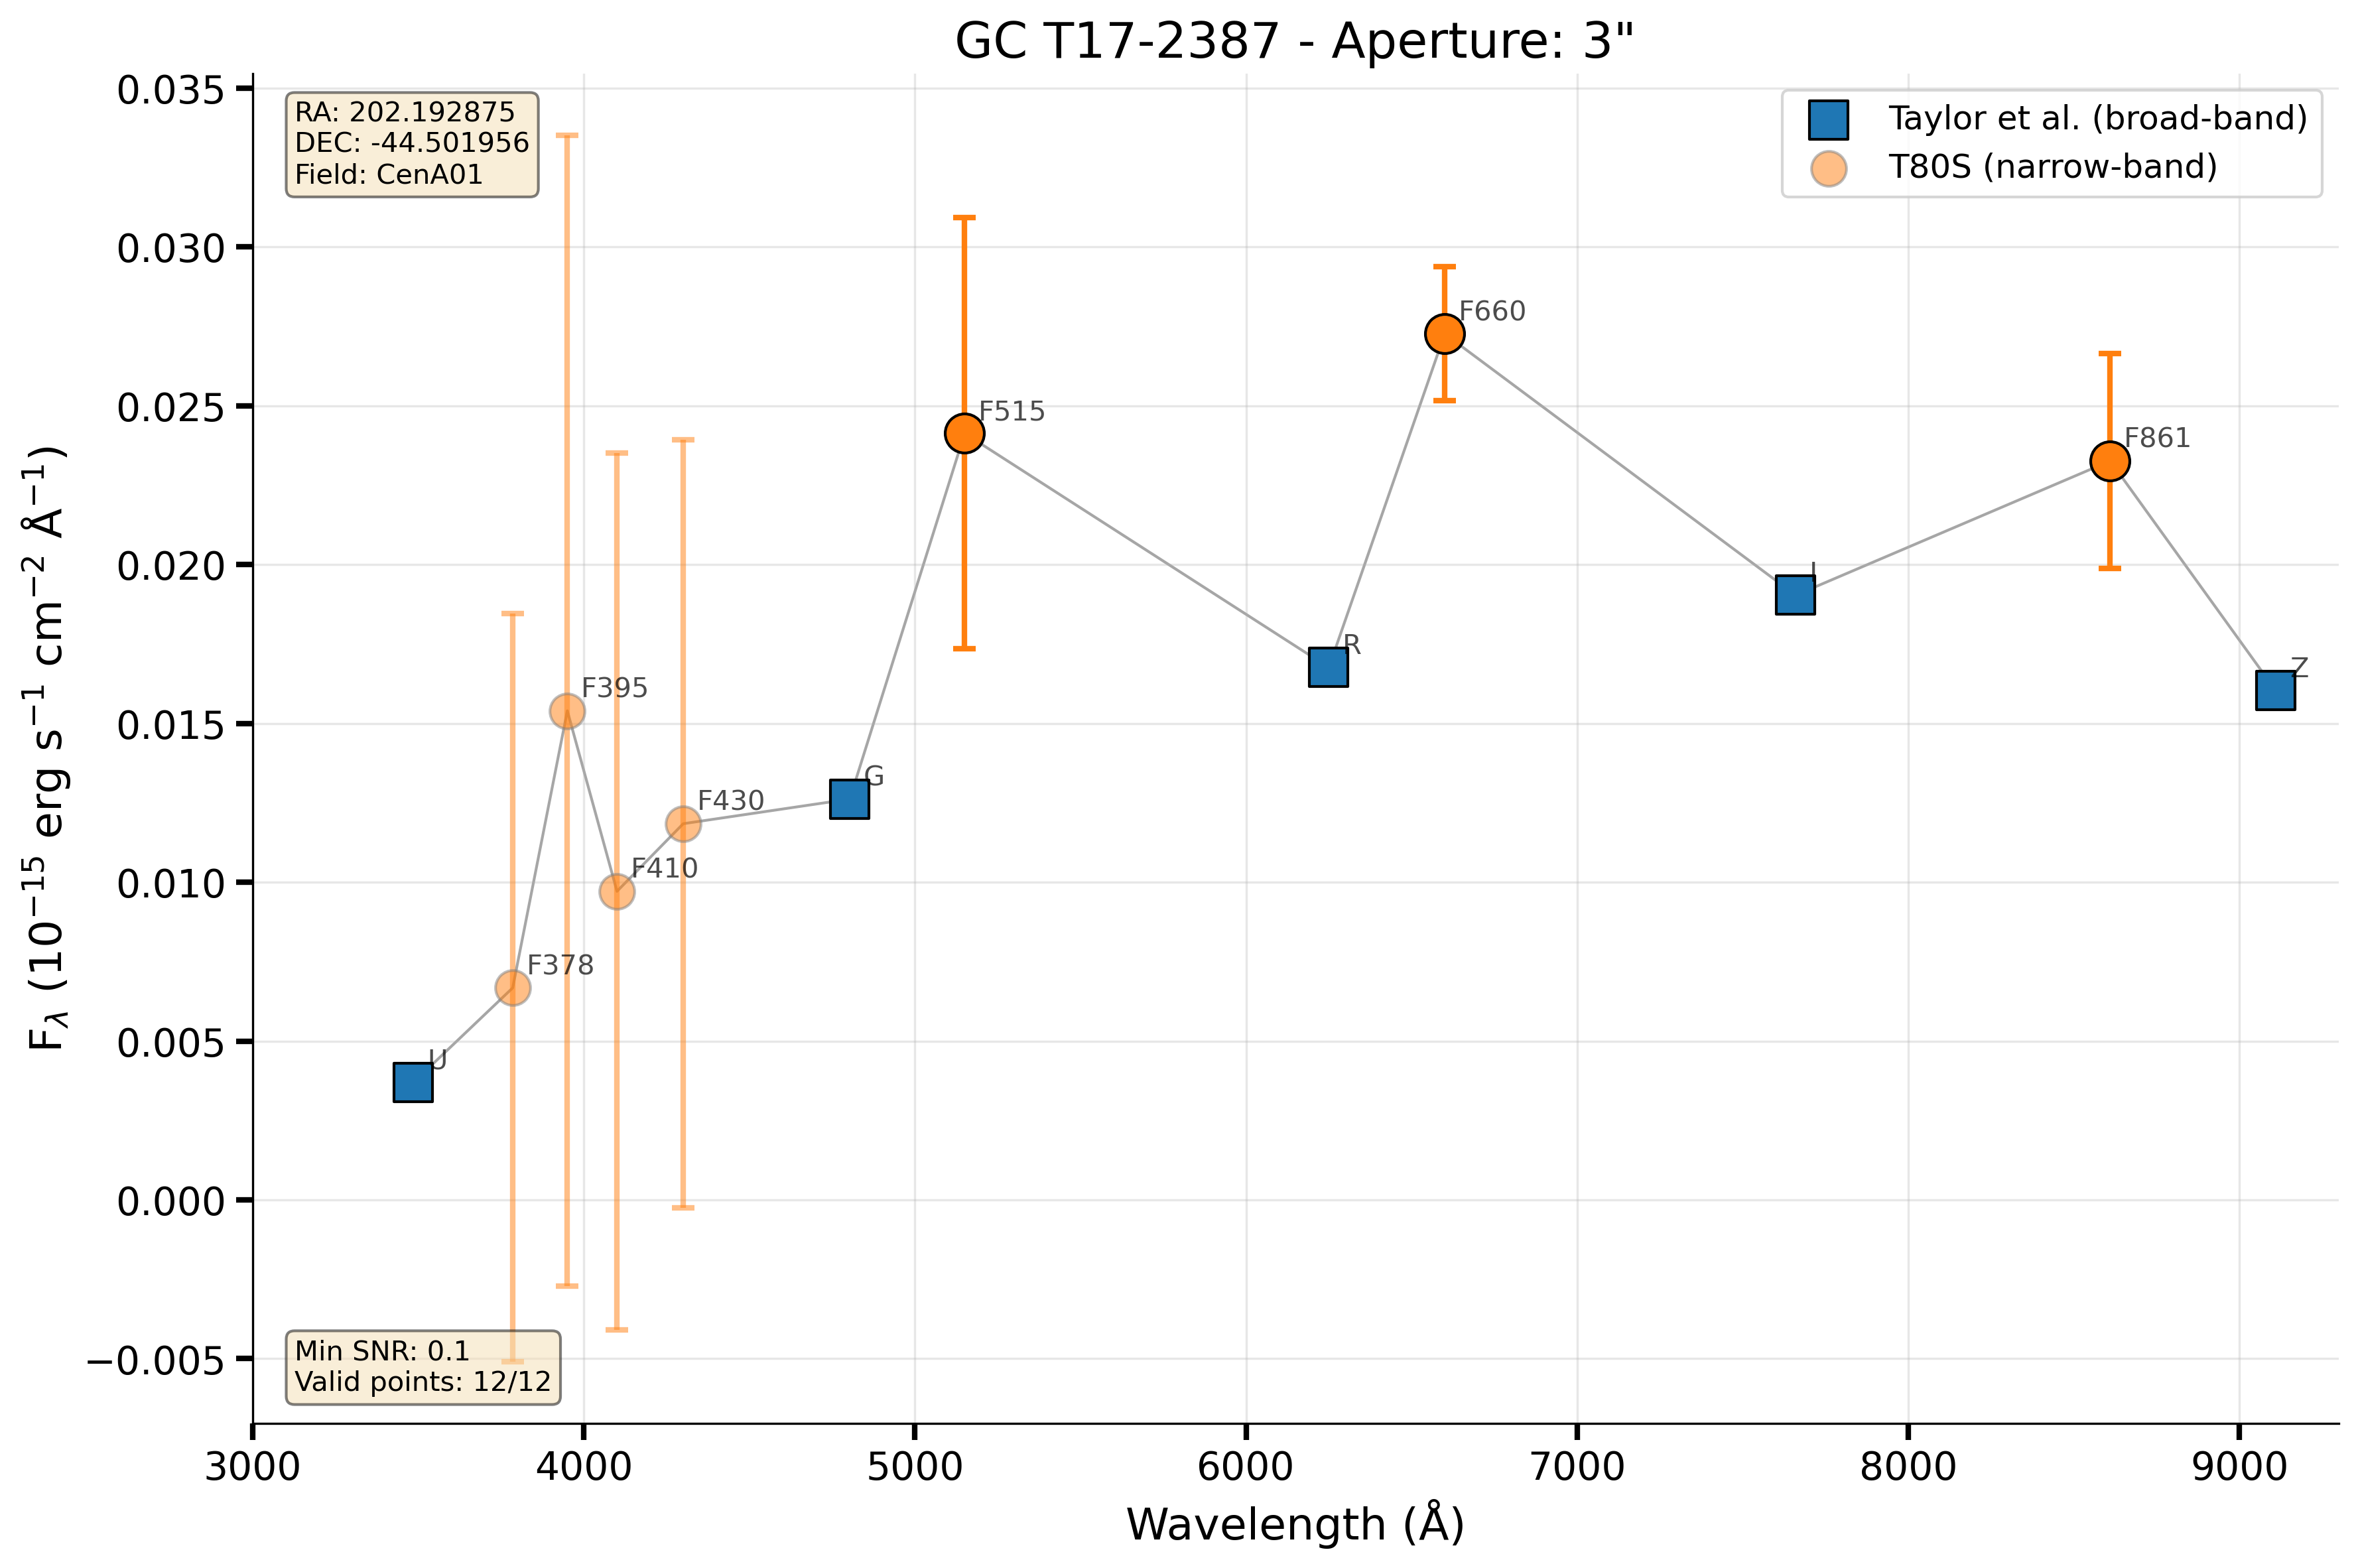 GC T17-2387 - Aperture: 3"
RA: 202.192875
DEC: -44.501956
Field: CenA01
Taylor et al. (broad-band)
T80S (narrow-band)
0.035
0.030
0.025
0.020
0.015
0.010
0.005
0.000
−0.005
F_λ (10⁻¹⁵ erg s⁻¹ cm⁻² Å⁻¹)
U
F378
F395
F410
F430
G
F515
R
F660
I
F861
Z
Min SNR: 0.1
Valid points: 12/12
3000 4000 5000 6000 7000 8000 9000
Wavelength (Å)